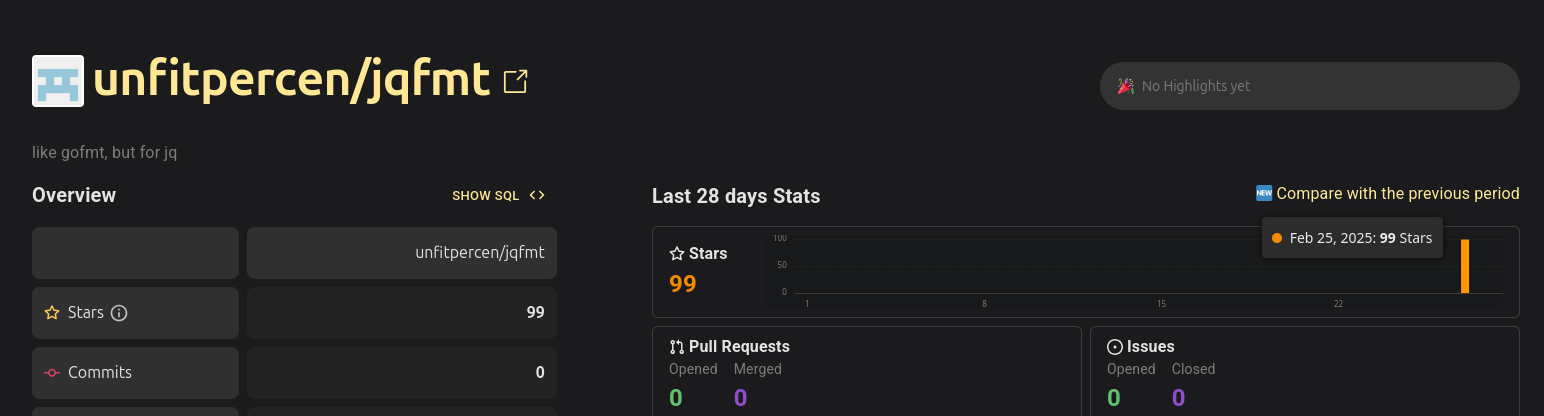 unfitpercen/jqfmt
No Highlights yet
like gofmt, but for jq
Overview
SHOW SQL <>
unfitpercen/jqfmt
Stars
99
Commits
0
Last 28 days Stats
NEW Compare with the previous period
Feb 25, 2025: 99 Stars
Stars
99
100
50
0
1 8 15 22
Pull Requests
Opened Merged
0 0
Issues
Opened Closed
0 0